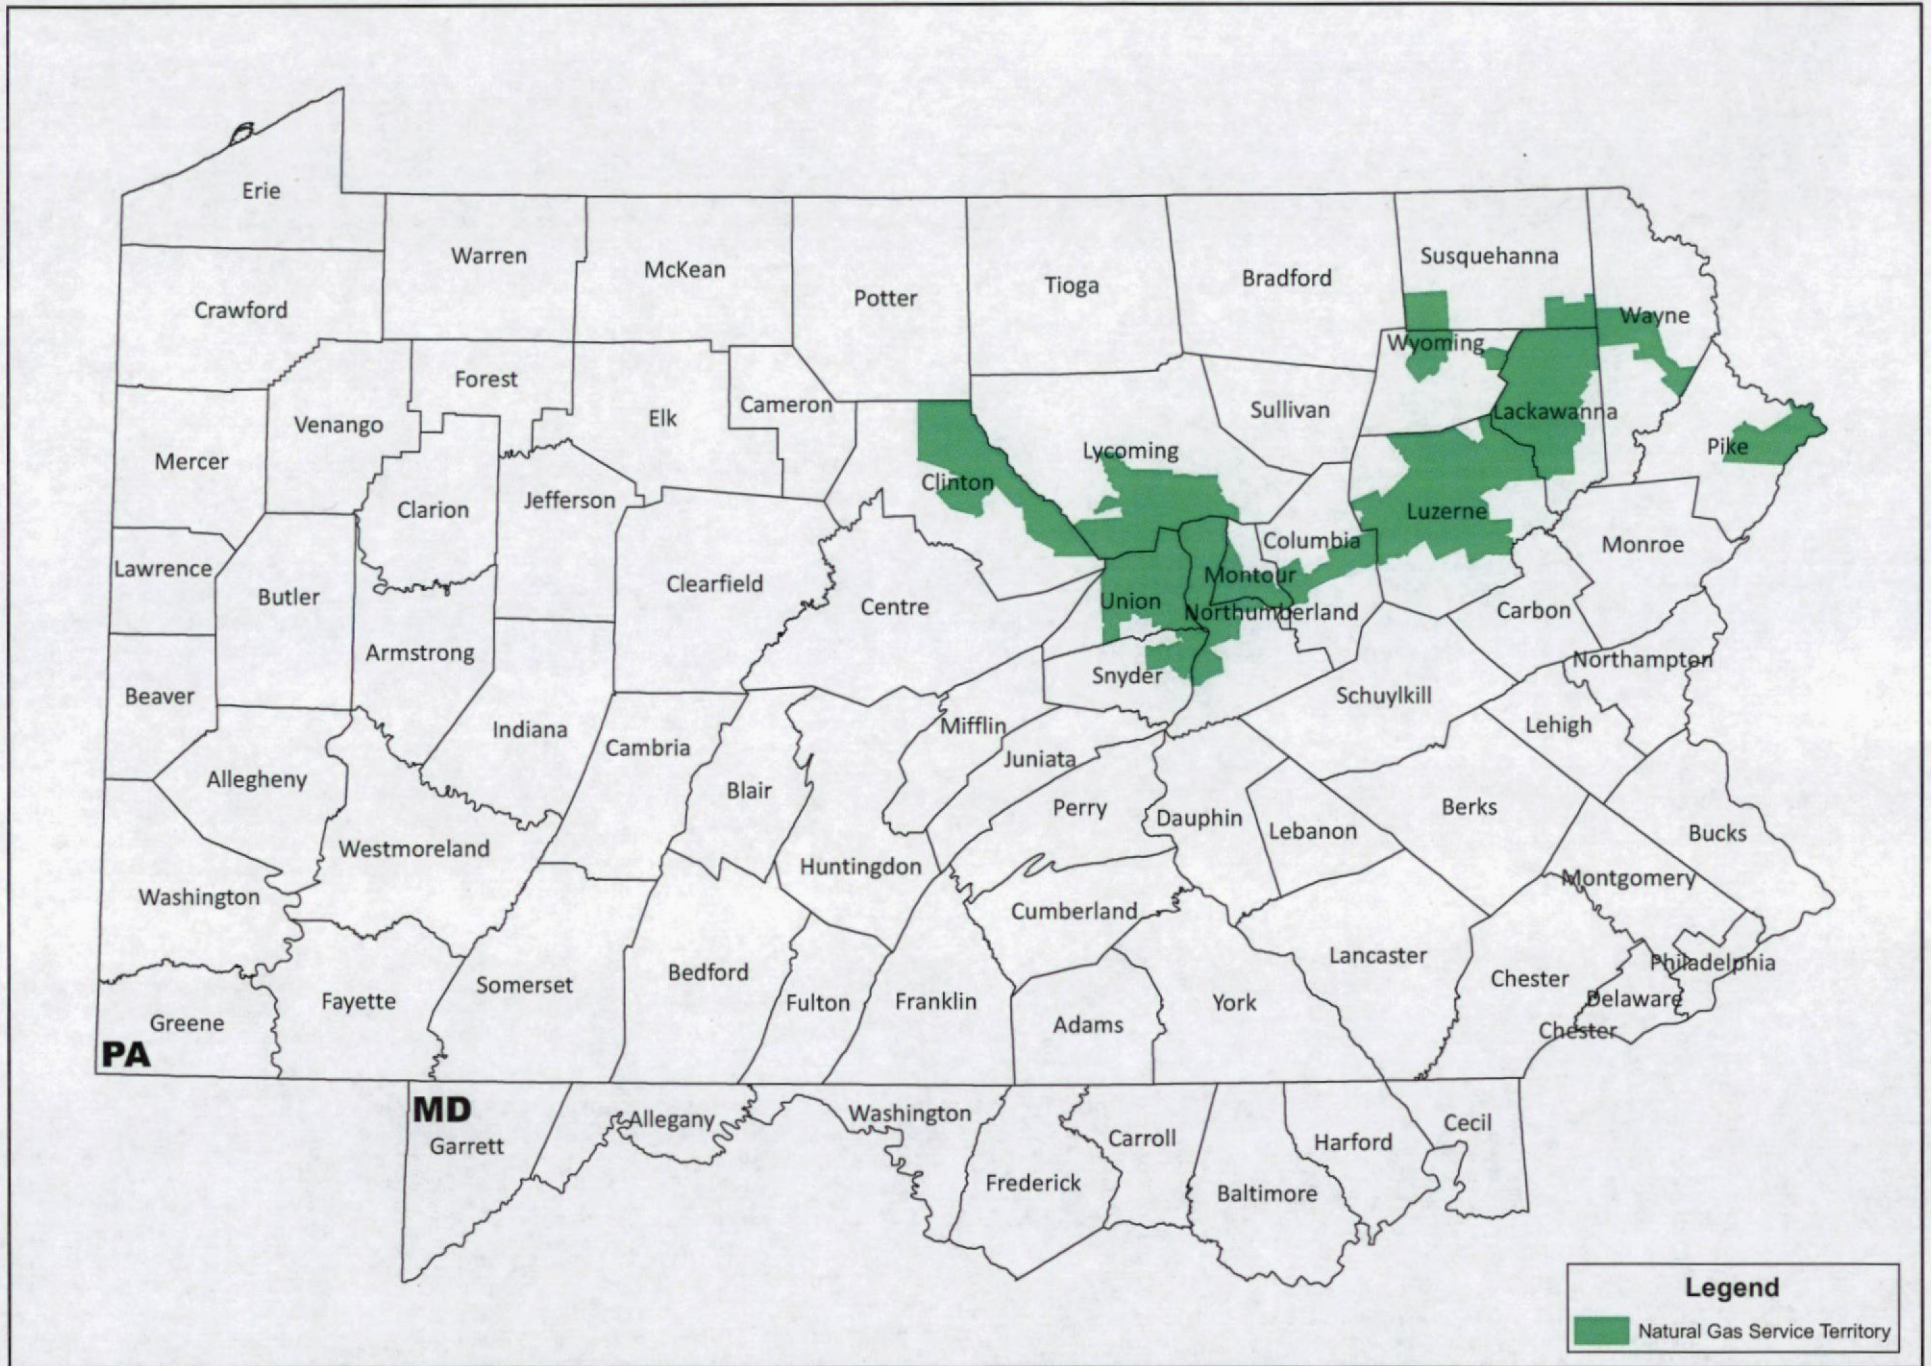 Erie
Warren
McKean
Susquehanna
Tioga
Bradford
Potter
Crawford
Wayne
Wyoming
Forest
Cameron
Sullivan
Lackawanna
Elk
Venango
Pike
Lycoming
Mercer
Clinton
Jefferson
Clarion
Luzerne
Columbia
Monroe
Lawrence
Montour
Clearfield
Butler
Union
Centre
Northumberland
Carbon
Armstrong
Northampton
Snyder
Beaver
Schuylkill
Mifflin
Lehigh
Indiana
Cambria
Juniata
Allegheny
Blair
Perry
Berks
Dauphin
Lebanon
Bucks
Westmoreland
Huntingdon
Montgomery
Washington
Cumberland
Lancaster
Philadelphia
Bedford
Chester
Somerset
Delaware
Fayette
Fulton
Franklin
York
Greene
Adams
Chester
PA
MD
Allegany
Washington
Cecil
Garrett
Carroll
Harford
Frederick
Baltimore
Legend
Natural Gas Service Territory